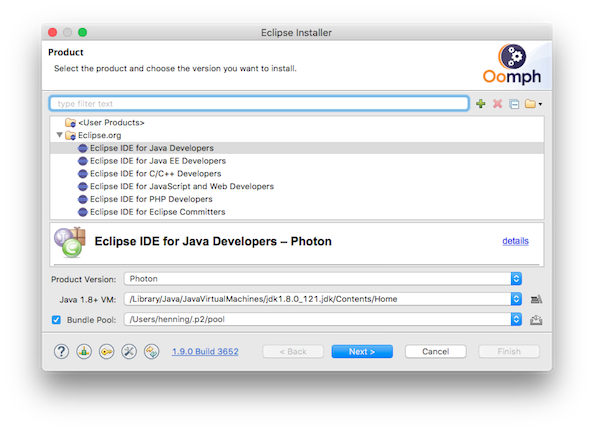 Eclipse Installer
Product
Select the product and choose the version you want to install.
Oomph
type filter text
<User Products>
Eclipse.org
Eclipse IDE for Java Developers
Eclipse IDE for Java EE Developers
Eclipse IDE for C/C++ Developers
Eclipse IDE for JavaScript and Web Developers
Eclipse IDE for PHP Developers
Eclipse IDE for Eclipse Committers
Eclipse IDE for Java Developers – Photon
details
Product Version: Photon
Java 1.8+ VM: /Library/Java/JavaVirtualMachines/jdk1.8.0_121.jdk/Contents/Home
Bundle Pool: /Users/henning/.p2/pool
? 1.9.0 Build 3652 < Back Next > Cancel Finish